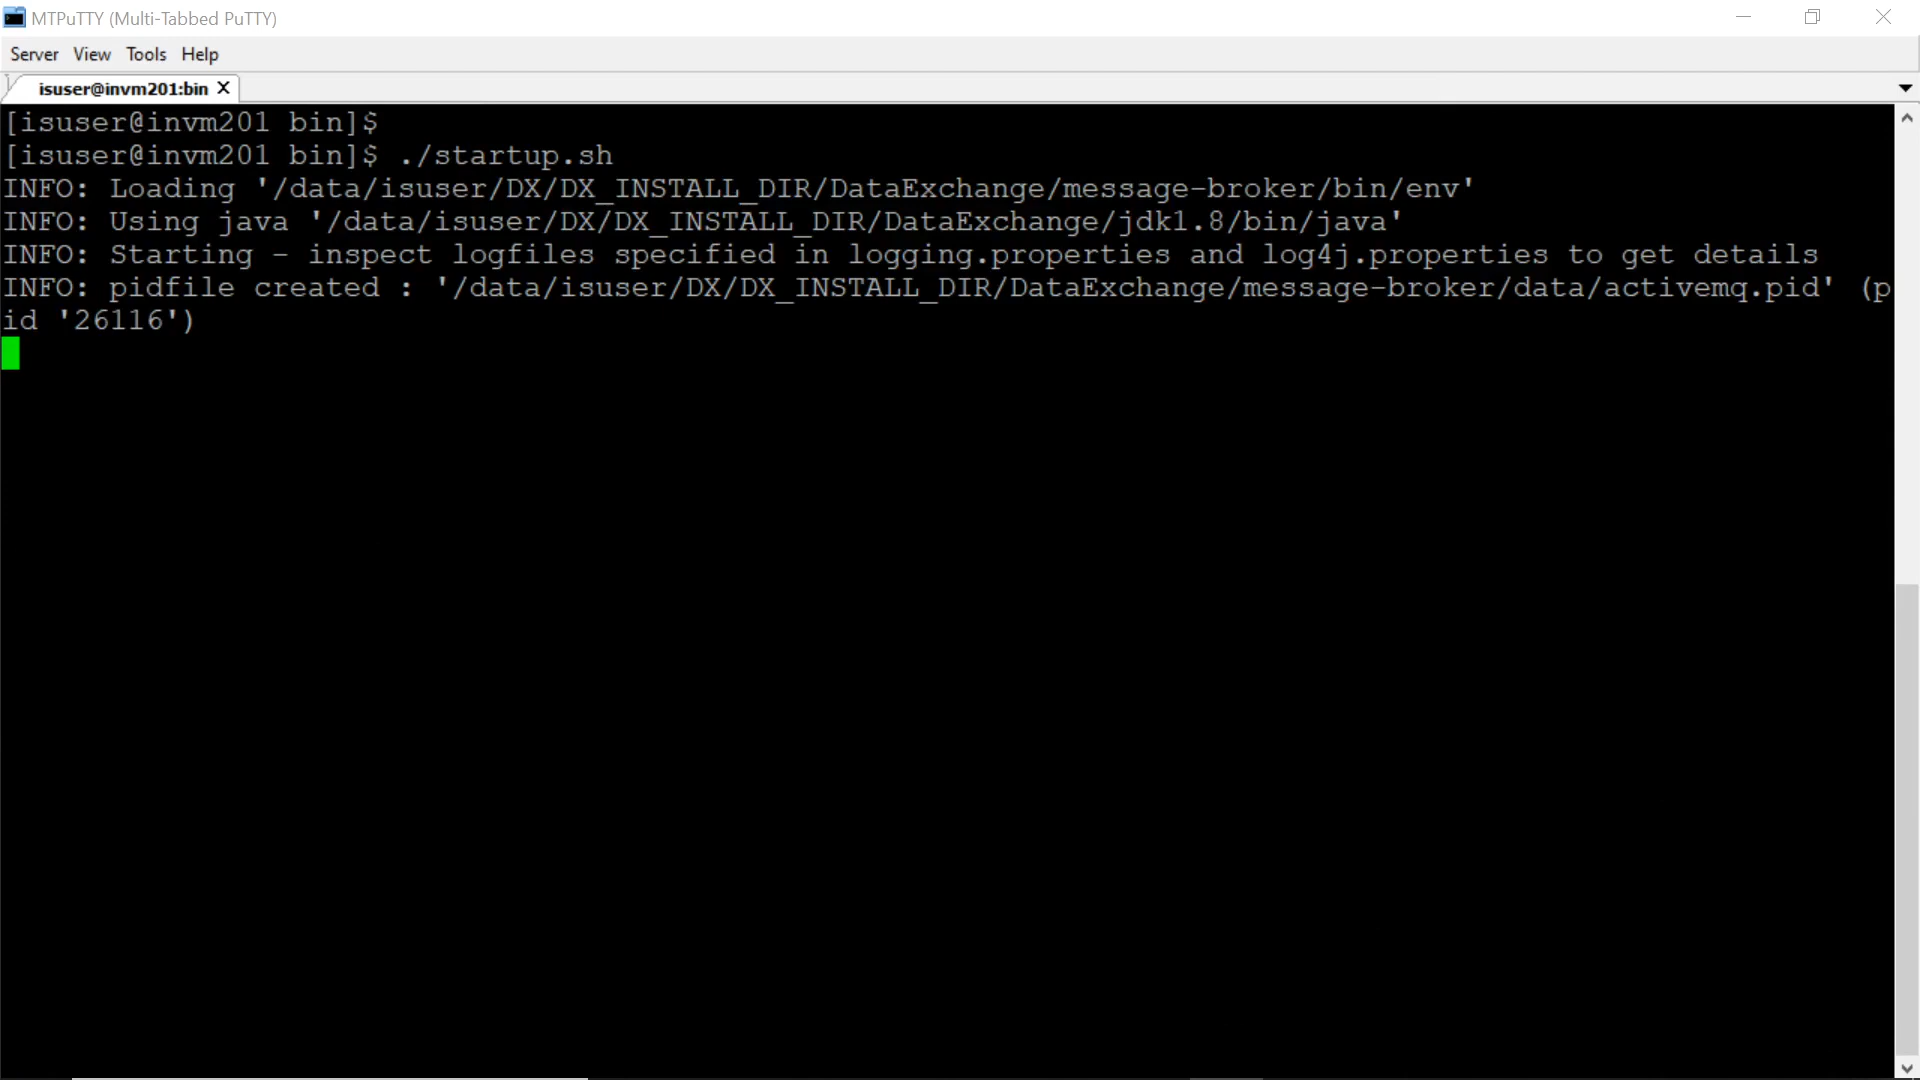 MTPuTTY (Multi-Tabbed PuTTY)
Server View Tools Help
isuser@invm201:bin X
[isuser@invm201 bin]$
[isuser@invm201 bin]$ ./startup.sh
INFO: Loading '/data/isuser/DX/DX_INSTALL_DIR/DataExchange/message-broker/bin/env'
INFO: Using java '/data/isuser/DX/DX_INSTALL_DIR/DataExchange/jdk1.8/bin/java'
INFO: Starting - inspect logfiles specified in logging.properties and log4j.properties to get details
INFO: pidfile created : '/data/isuser/DX/DX_INSTALL_DIR/DataExchange/message-broker/data/activemq.pid' (p
id '26116')